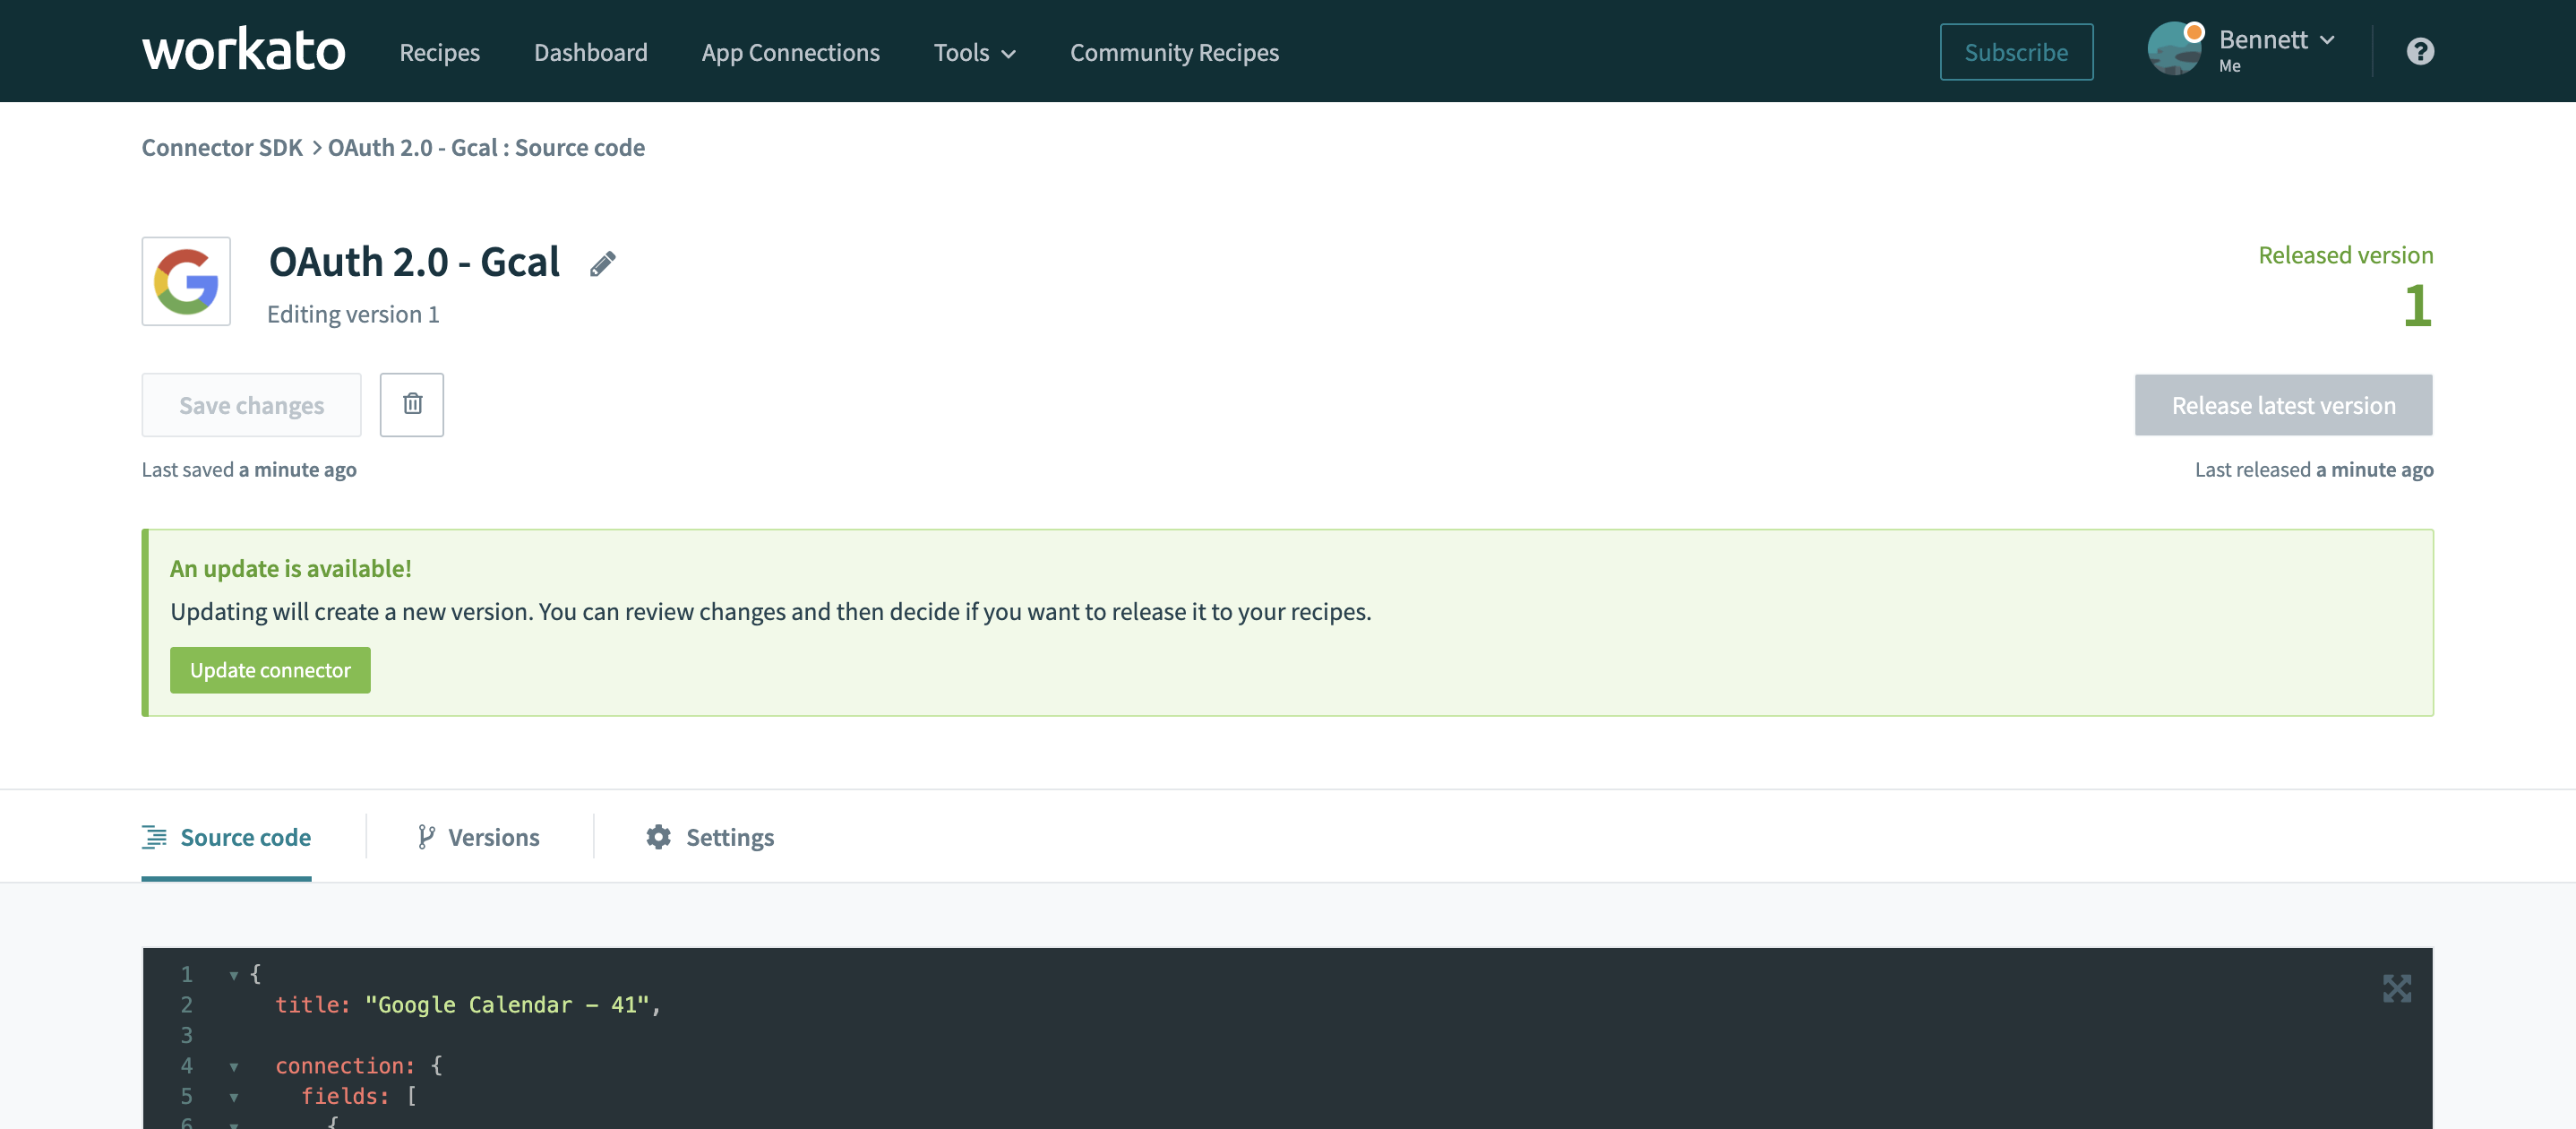 workato Recipes Dashboard App Connections Tools Community Recipes Subscribe Bennett
Me
Connector SDK > OAuth 2.0 - Gcal : Source code
OAuth 2.0 - Gcal
Editing version 1
Released version
1
Save changes
Release latest version
Last saved a minute ago
Last released a minute ago
An update is available!
Updating will create a new version. You can review changes and then decide if you want to release it to your recipes.
Update connector
Source code Versions Settings
1 {
2 title: "Google Calendar – 41",
3
4 connection: {
5 fields: [
6 {